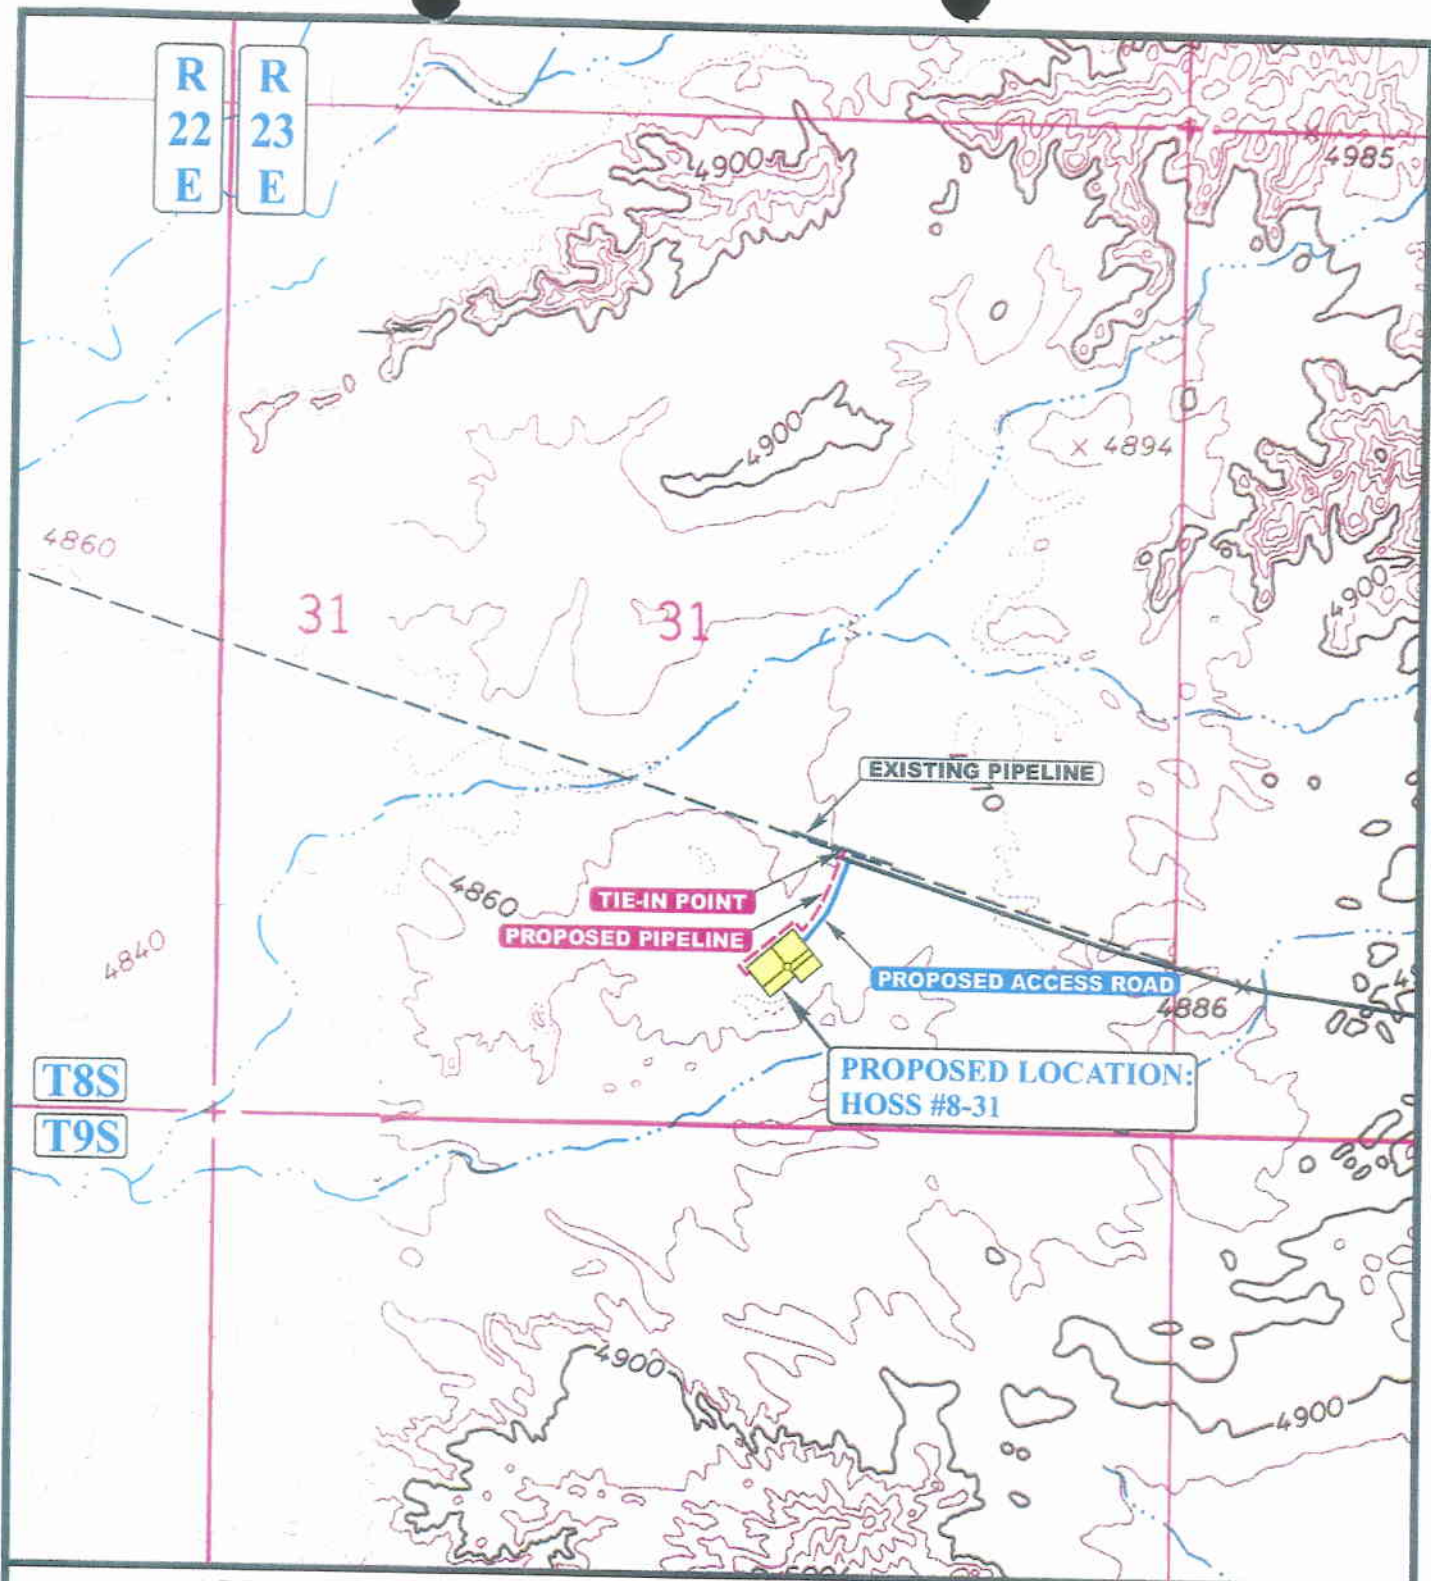 R
22
E
R
23
E
4985
4900
4900
4894
4860
4900
31
31
EXISTING PIPELINE
TIE-IN POINT
4860
PROPOSED PIPELINE
4840
PROPOSED ACCESS ROAD
4886
PROPOSED LOCATION:
HOSS #8-31
T8S
T9S
4900
4900